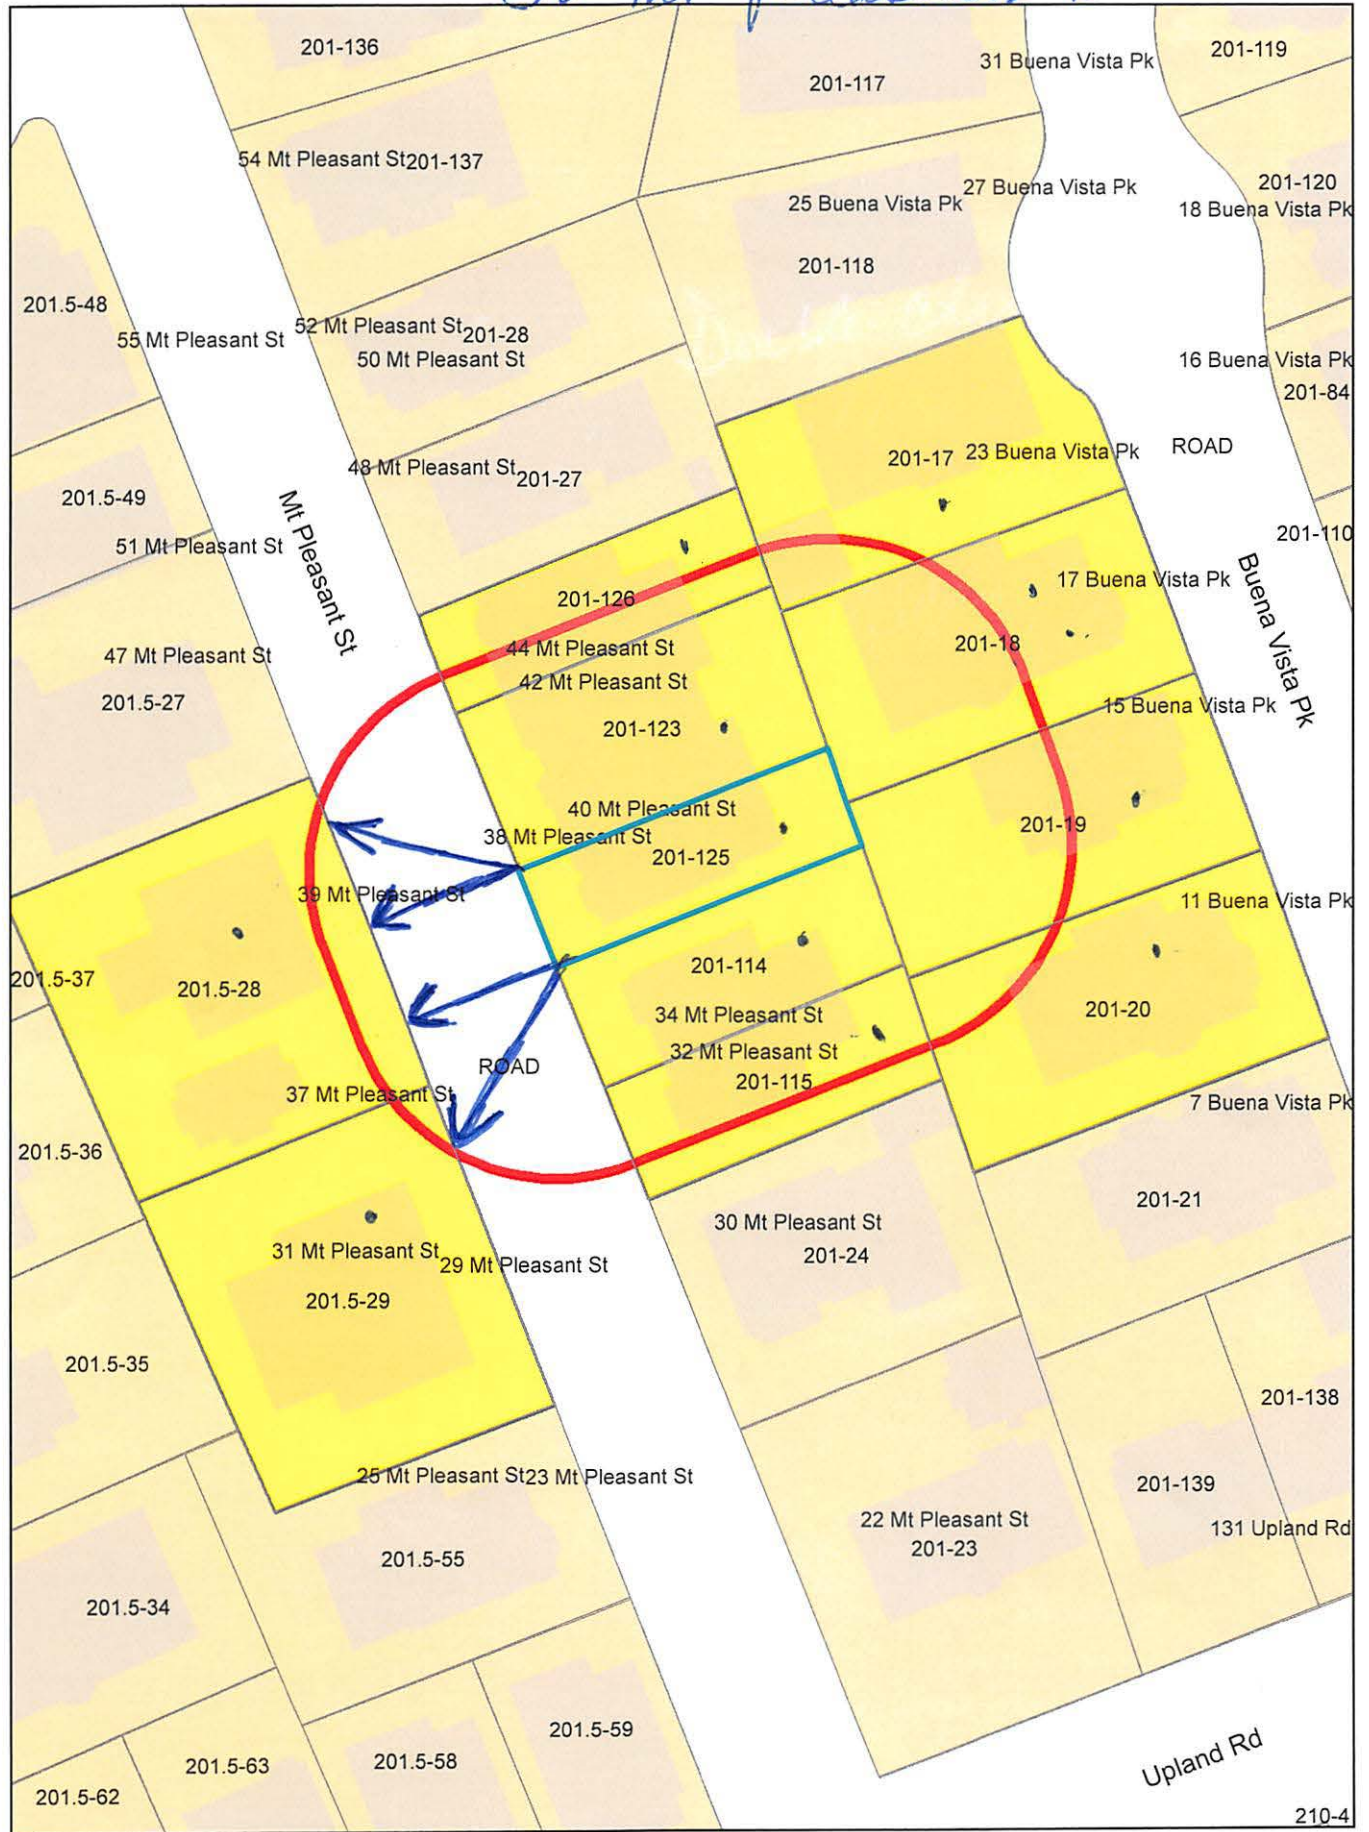 201-136
31 Buena Vista Pk
201-119
201-117
54 Mt Pleasant St 201-137
27 Buena Vista Pk
201-120
25 Buena Vista Pk
18 Buena Vista Pk
201-118
201.5-48
52 Mt Pleasant St 201-28
55 Mt Pleasant St
50 Mt Pleasant St
16 Buena Vista Pk
201-84
ROAD
201-17 23 Buena Vista Pk
48 Mt Pleasant St 201-27
201.5-49
Mt Pleasant St
201-110
51 Mt Pleasant St
17 Buena Vista Pk
Buena Vista Pk
201-126
201-18
44 Mt Pleasant St
47 Mt Pleasant St
42 Mt Pleasant St
201.5-27
15 Buena Vista Pk
201-123
40 Mt Pleasant St
201-19
38 Mt Pleasant St
201-125
39 Mt Pleasant St
11 Buena Vista Pk
201-114
201.5-37
201.5-28
201-20
34 Mt Pleasant St
32 Mt Pleasant St
ROAD
201-115
37 Mt Pleasant St
7 Buena Vista Pk
201.5-36
201-21
30 Mt Pleasant St
201-24
31 Mt Pleasant St
29 Mt Pleasant St
201.5-29
201.5-35
201-138
25 Mt Pleasant St 23 Mt Pleasant St
201-139
22 Mt Pleasant St
131 Upland Rd
201-23
201.5-55
201.5-34
201.5-59
201.5-63
201.5-58
Upland Rd
201.5-62
210-4